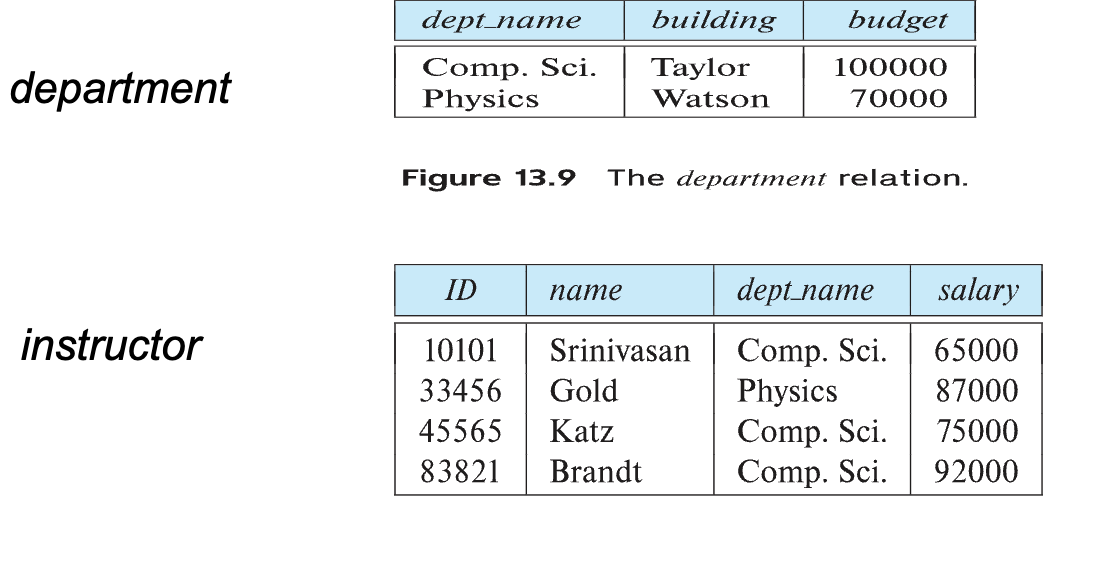 dept_name building budget
department
Comp. Sci. Taylor 100000
Physics Watson 70000
Figure 13.9 The department relation.
ID name dept_name salary
instructor
10101 Srinivasan Comp. Sci. 65000
33456 Gold Physics 87000
45565 Katz Comp. Sci. 75000
83821 Brandt Comp. Sci. 92000